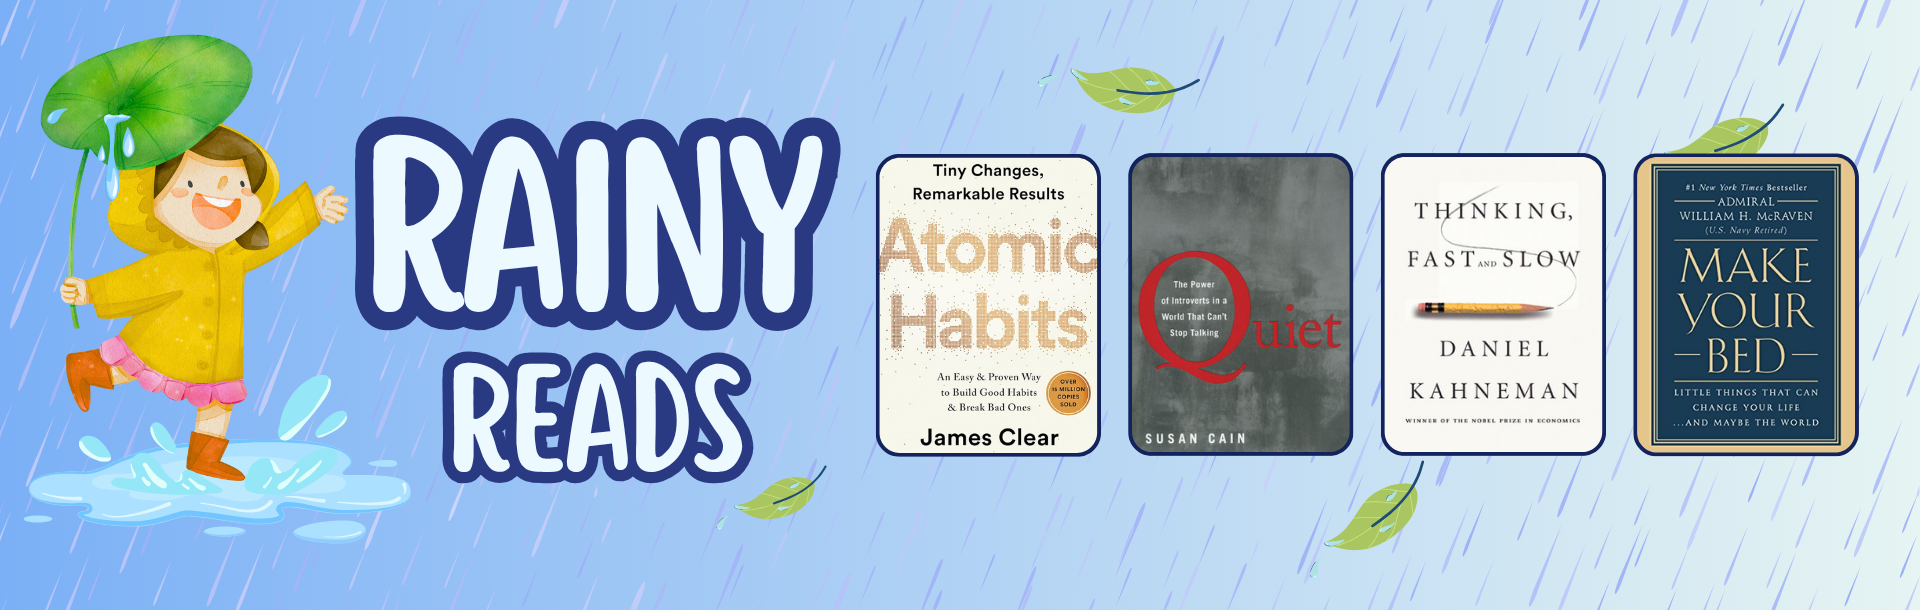 RAINY
READS
Tiny Changes,
Remarkable Results
Atomic
Habits
An Easy & Proven Way
to Build Good Habits
& Break Bad Ones
OVER
15 MILLION
COPIES
SOLD
James Clear
The Power
of Introverts in a
World That Can't
Stop Talking
Quiet
SUSAN CAIN
THINKING,
FAST AND SLOW
DANIEL
KAHNEMAN
WINNER OF THE NOBEL PRIZE IN ECONOMICS
#1 New York Times Bestseller
ADMIRAL
WILLIAM H. McRAVEN
(U.S. Navy Retired)
MAKE
YOUR
BED
LITTLE THINGS THAT CAN
CHANGE YOUR LIFE
...AND MAYBE THE WORLD